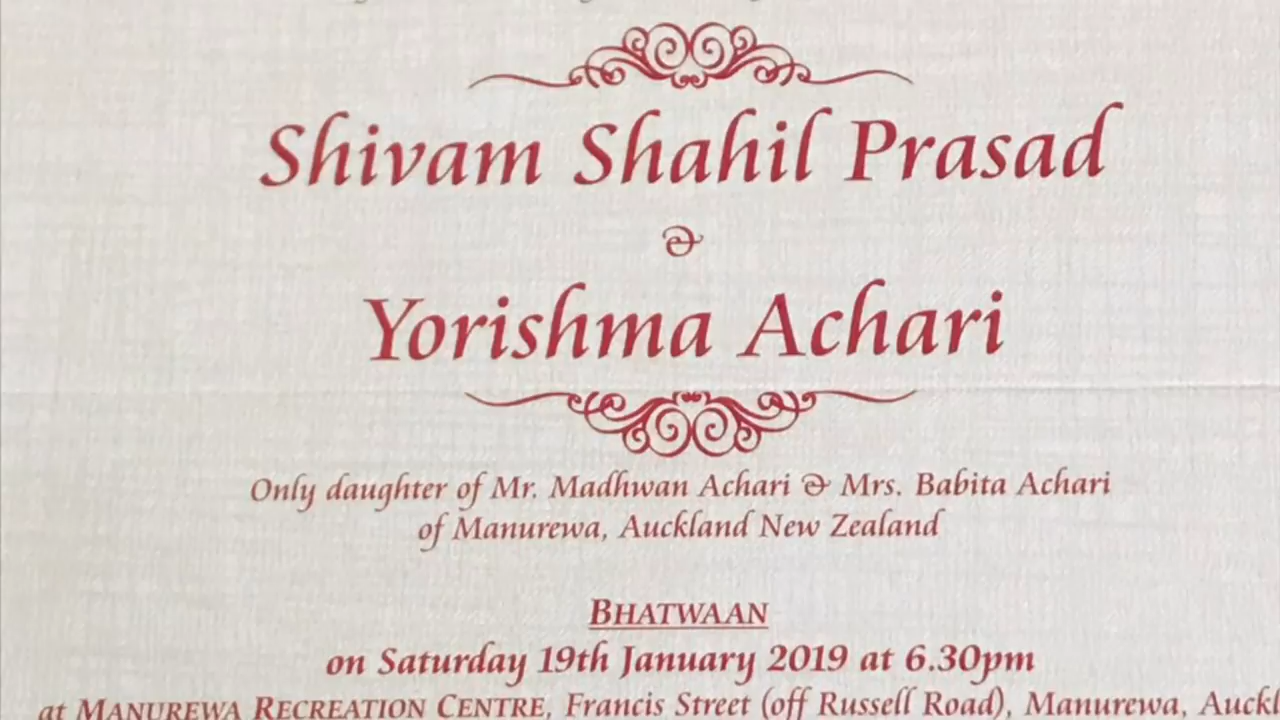 Shivam Shahil Prasad
&
Yorishma Achari
Only daughter of Mr. Madhwan Achari & Mrs. Babita Achari
of Manurewa, Auckland New Zealand
BHATWAAN
on Saturday 19th January 2019 at 6.30pm
at MANUREWA RECREATION CENTRE, Francis Street (off Russell Road), Manurewa,